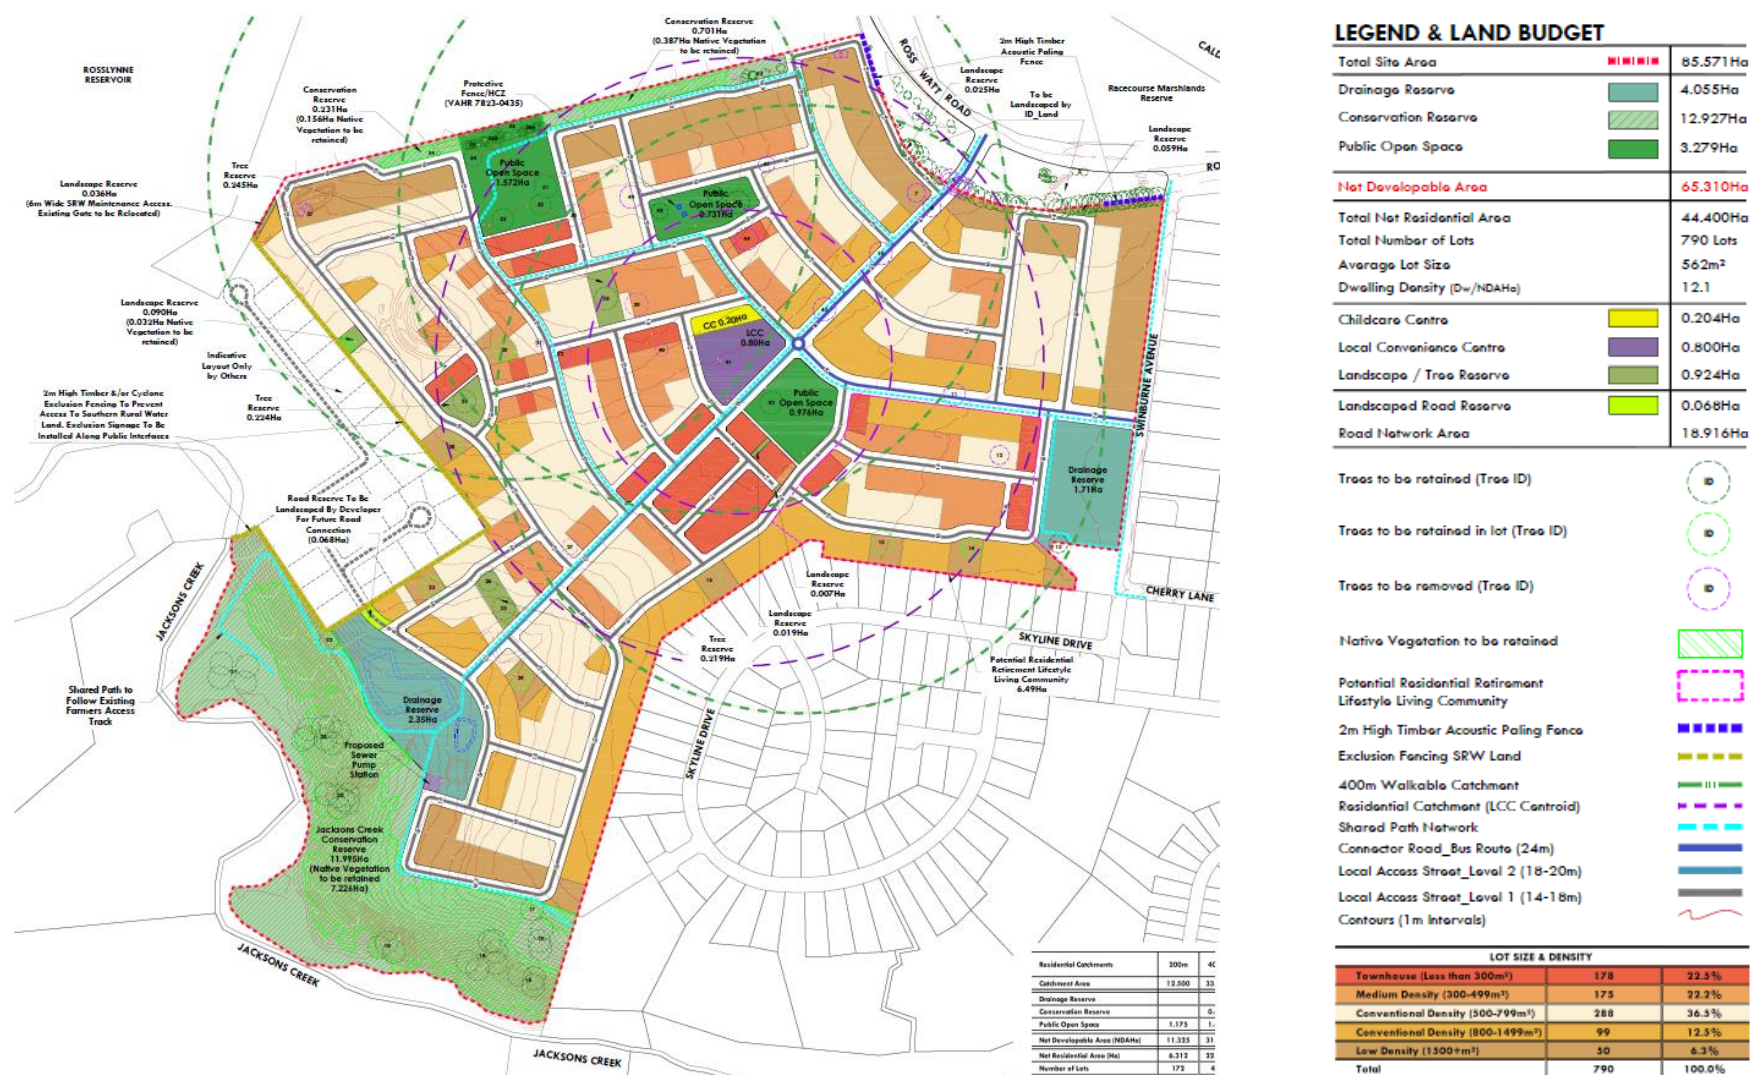 ROSSLYNNE
RESERVOIR
Conservation Reserve
0.701Ha
(0.387Ha Native Vegetation
to be retained)
Protective
Fence/HCZ
(VAHR 7823-0435)
Conservation
Reserve
0.231Ha
(0.156Ha Native
Vegetation to be
retained)
Tree
Reserve
0.245Ha
Landscape Reserve
0.036Ha
(6m Wide SRW Maintenance Access.
Existing Gate to be Relocated)
Landscape Reserve
0.090Ha
(0.032Ha Native
Vegetation to be
retained)
Indicative
Layout Only
by Others
2m High Timber &/or Cyclone
Exclusion Fencing To Prevent
Access To Southern Rural Water
Land. Exclusion Signage To Be
Installed Along Public Interfaces
Tree
Reserve
0.224Ha
Road Reserve To Be
Landscaped By Developer
For Future Road
Connection
(0.068Ha)
JACKSONS CREEK
Shared Path to
Follow Existing
Farmers Access
Track
ROSS WATT ROAD
2m High Timber
Acoustic Paling
Fence
Landscape
Reserve
0.025Ha
To be
Landscaped by
ID_Land
Racecourse Marshlands
Reserve
Landscape
Reserve
0.059Ha
CALD
RO
Public
Open Space
1.572Ha
Public
Open Space
0.731Ha
CC 0.20Ha
LCC
0.80Ha
Public
Open Space
0.976Ha
Drainage
Reserve
1.71Ha
SWINBURNE AVENUE
CHERRY LANE
SKYLINE DRIVE
Landscape
Reserve
0.007Ha
Landscape
Reserve
0.019Ha
Tree
Reserve
0.219Ha
Potential Residential
Retirement Lifestyle
Living Community
6.49Ha
SKYLINE DRIVE
Drainage
Reserve
2.35Ha
Proposed
Sewer
Pump
Station
Jacksons Creek
Conservation
Reserve
11.995Ha
(Native Vegetation
to be retained
7.226Ha)
JACKSONS CREEK
JACKSONS CREEK
Residential Catchments 200m 40
Catchment Area 12.500 33
Drainage Reserve
Conservation Reserve 0.
Public Open Space 1.175 1.
Net Developable Area (NDAHa) 11.325 31
Net Residential Area (Ha) 6.312 22
Number of Lots 172 4
LEGEND & LAND BUDGET
Total Site Area 85.571Ha
Drainage Reserve 4.055Ha
Conservation Reserve 12.927Ha
Public Open Space 3.279Ha
Net Developable Area 65.310Ha
Total Net Residential Area 44.400Ha
Total Number of Lots 790 Lots
Average Lot Size 562m²
Dwelling Density (Dw/NDAHa) 12.1
Childcare Centre 0.204Ha
Local Convenience Centre 0.800Ha
Landscape / Tree Reserve 0.924Ha
Landscaped Road Reserve 0.068Ha
Road Network Area 18.916Ha
Trees to be retained (Tree ID) ID
Trees to be retained in lot (Tree ID) ID
Trees to be removed (Tree ID) ID
Native Vegetation to be retained
Potential Residential Retirement
Lifestyle Living Community
2m High Timber Acoustic Paling Fence
Exclusion Fencing SRW Land
400m Walkable Catchment
Residential Catchment (LCC Centroid)
Shared Path Network
Connector Road_Bus Route (24m)
Local Access Street_Level 2 (18-20m)
Local Access Street_Level 1 (14-18m)
Contours (1m Intervals)
LOT SIZE & DENSITY
Townhouse (Less than 300m²) 178 22.5%
Medium Density (300-499m²) 175 22.2%
Conventional Density (500-799m²) 288 36.5%
Conventional Density (800-1499m²) 99 12.5%
Low Density (1500+m²) 50 6.3%
Total 790 100.0%